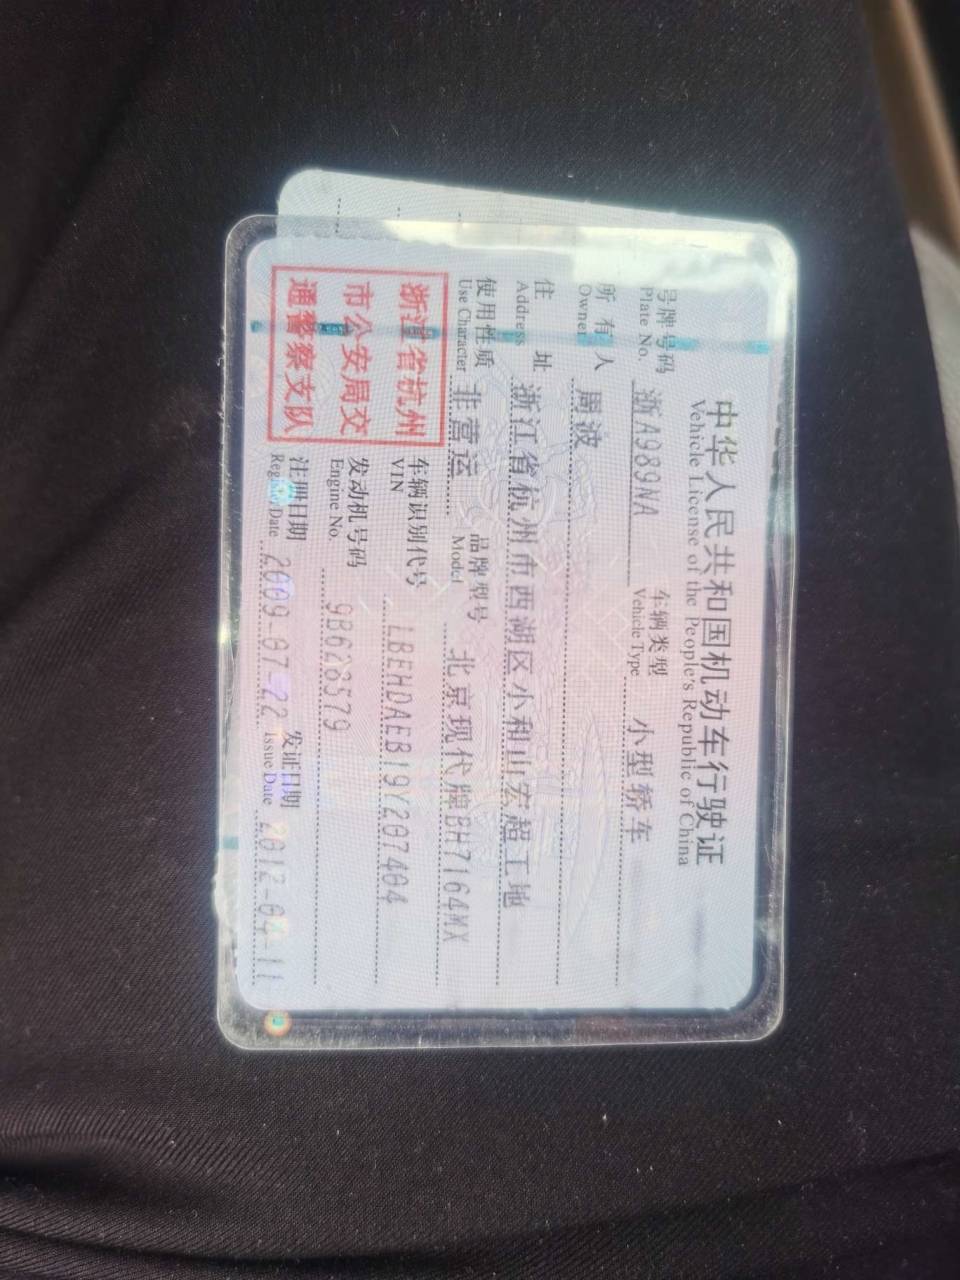 中华人民共和国机动车行驶证
Vehicle License of the People's Republic of China
号牌号码 浙A989NA 车辆类型 小型轿车
Plate No. Vehicle Type
所有人 周波
Owner
住址 浙江省杭州市西湖区小和山宏超工地
Address
使用性质 非营运 品牌型号 北京现代牌BH7164MX
Use Character Model
浙江省杭州
市公安局交
通警察支队
车辆识别代号 LBEHDAEB19Y207404
VIN
发动机号码 9B628579
Engine No.
注册日期 2009-07-22 发证日期 2012-04-11
Register Date Issue Date